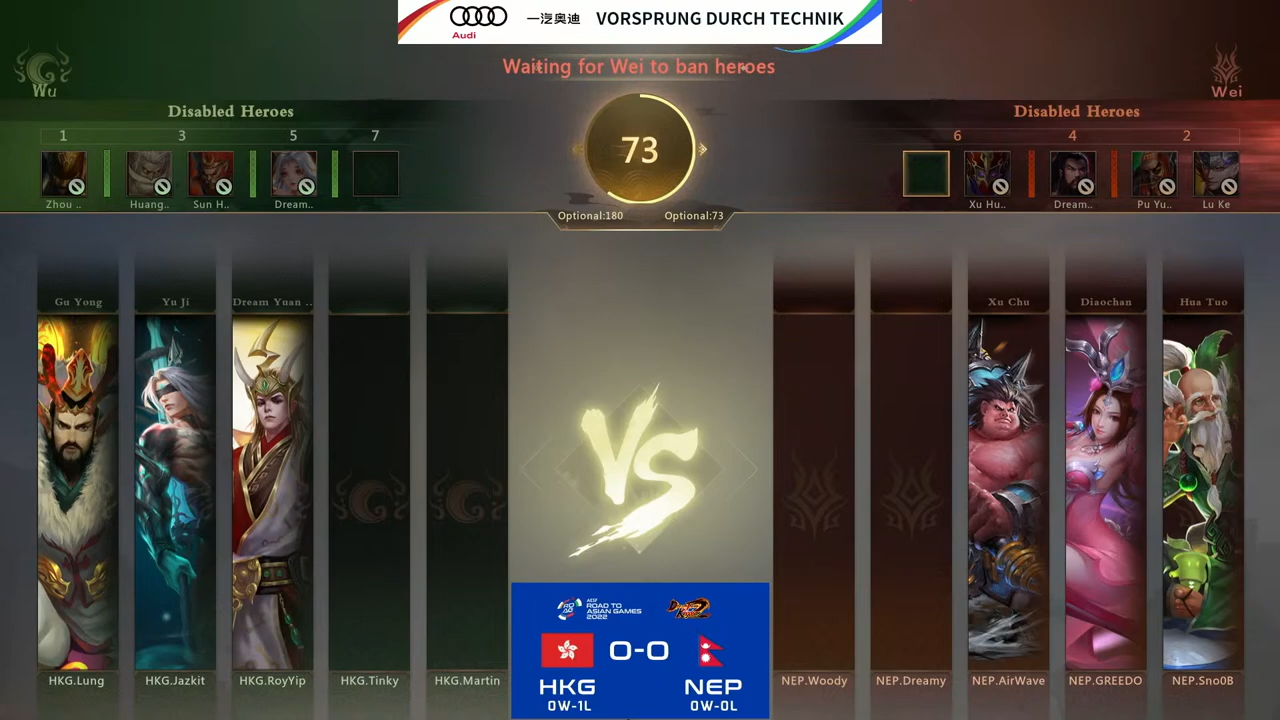 Audi
一汽奥迪 VORSPRUNG DURCH TECHNIK
Waiting for Wei to ban heroes
Wu
Wei
Disabled Heroes
Disabled Heroes
1 3 5 7
6 4 2
73
Zhou ..
Huang..
Sun H..
Dream..
Xu Hu..
Dream..
Pu Yu..
Lu Ke
Optional:180
Optional:73
Gu Yong
Yu Ji
Dream Yuan ..
Xu Chu
Diaochan
Hua Tuo
VS
HKG.Lung
HKG.Jazkit
HKG.RoyYip
HKG.Tinky
HKG.Martin
NEP.Woody
NEP.Dreamy
NEP.AirWave
NEP.GREEDO
NEP.Sno0B
AESF
ROAD TO
ASIAN GAMES
2022
0-0
HKG
NEP
0W-1L
0W-0L